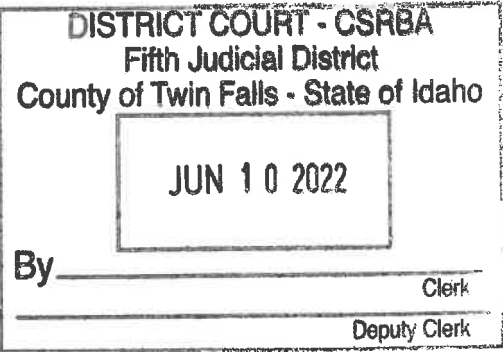 DISTRICT COURT - CSRBA
Fifth Judicial District
County of Twin Falls - State of Idaho
JUN 10 2022
By
Clerk
Deputy Clerk